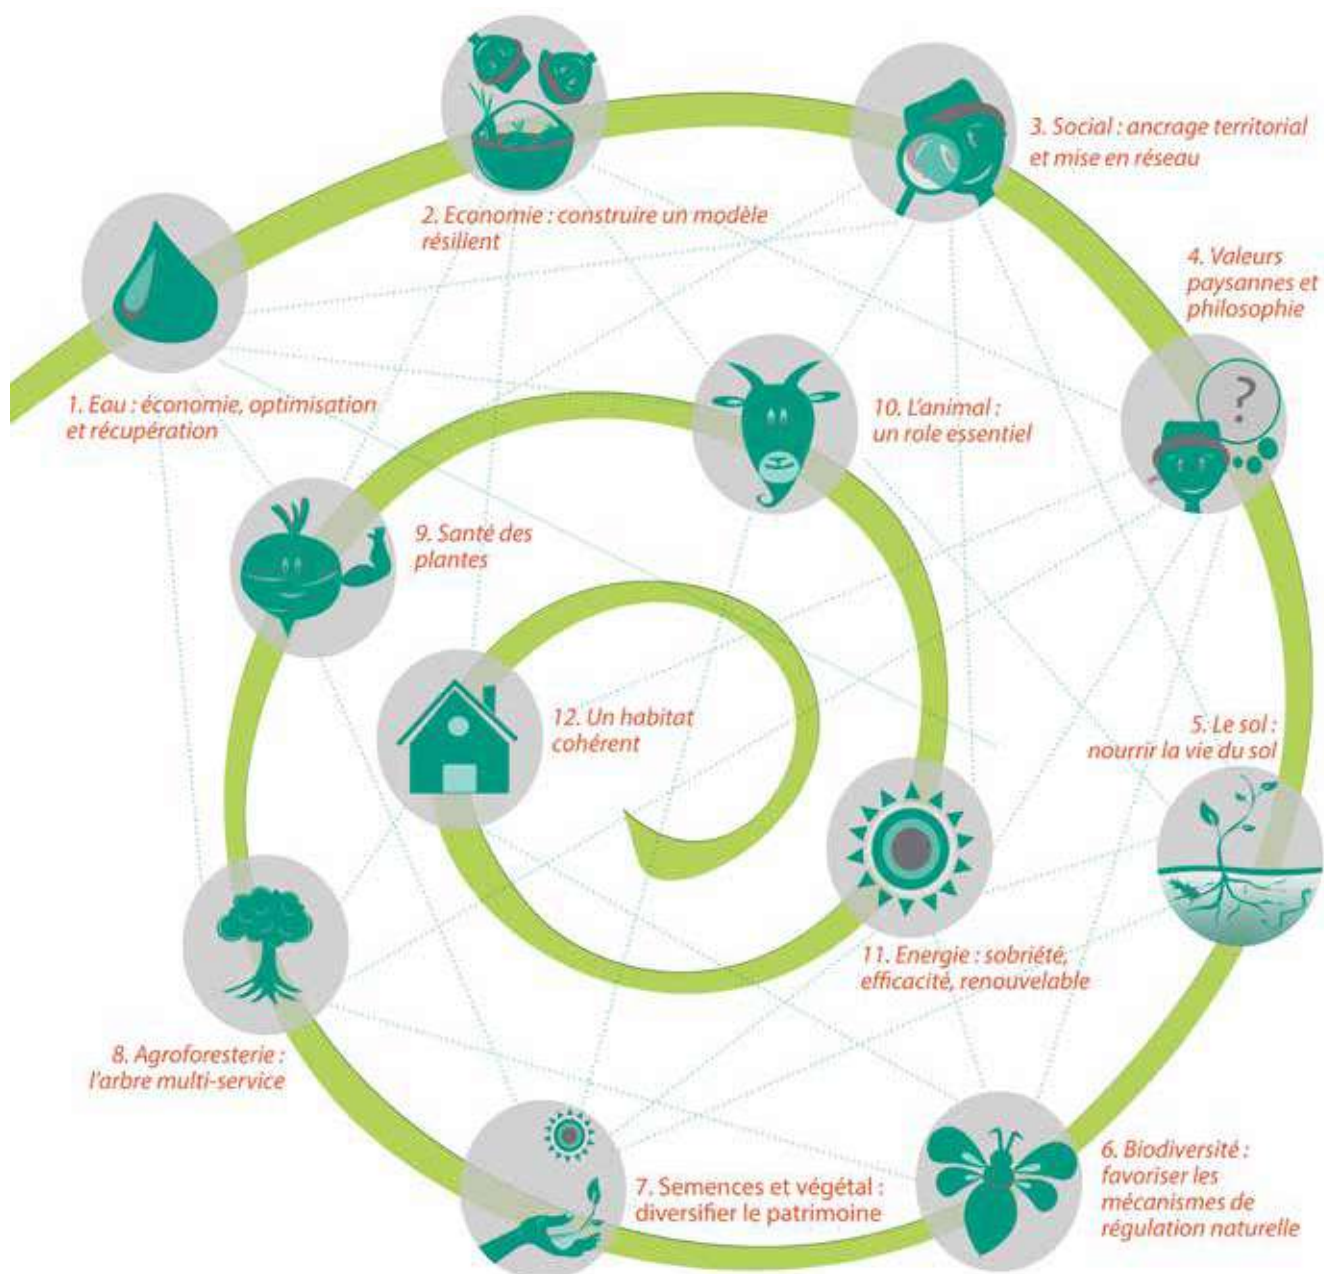 1. Eau : économie, optimisation
et récupération
2. Economie : construire un modèle
résilient
3. Social : ancrage territorial
et mise en réseau
4. Valeurs
paysannes et
philosophie
?
5. Le sol :
nourrir la vie du sol
6. Biodiversité :
favoriser les
mécanismes de
régulation naturelle
7. Semences et végétal :
diversifier le patrimoine
8. Agroforesterie :
l'arbre multi-service
9. Santé des
plantes
10. L'animal :
un role essentiel
11. Energie : sobriété,
efficacité, renouvelable
12. Un habitat
cohérent